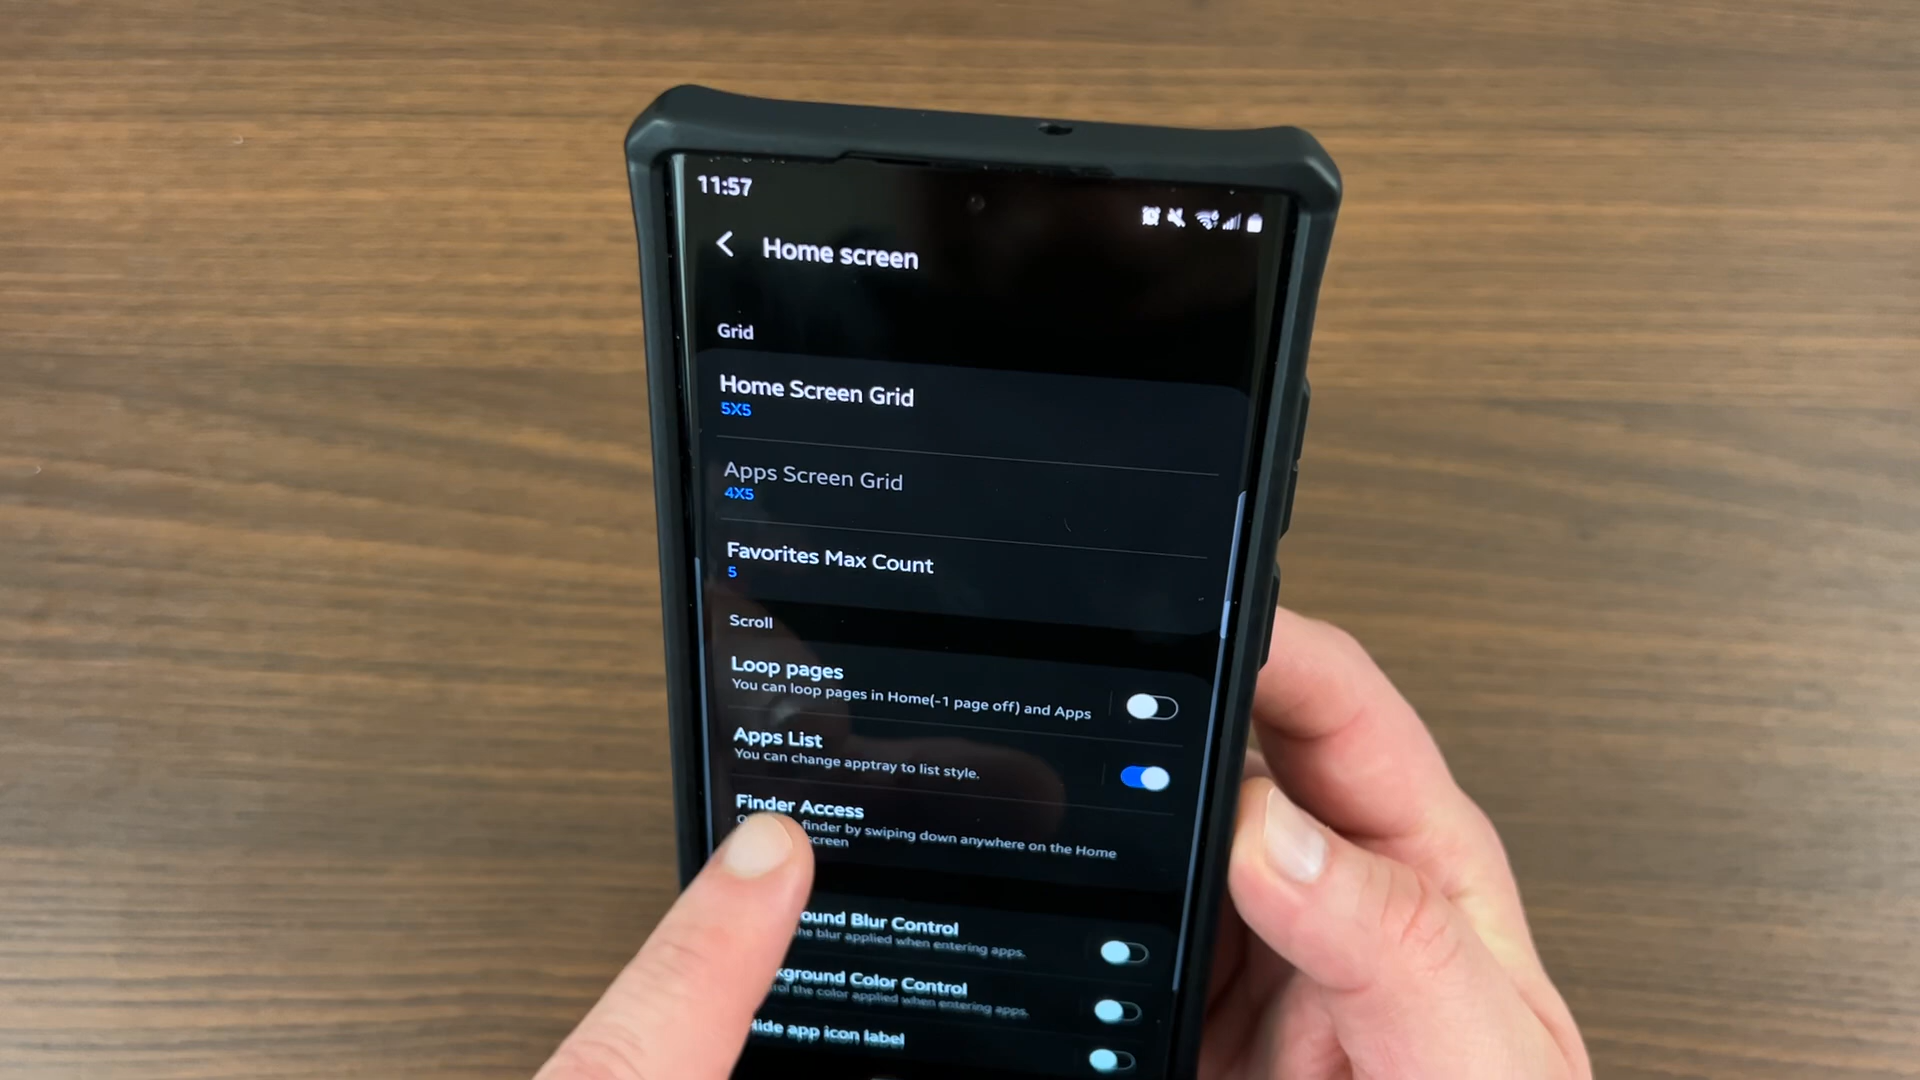 11:57
Home screen
Grid
Home Screen Grid
5X5
Apps Screen Grid
4X5
Favorites Max Count
5
Scroll
Loop pages
You can loop pages in Home(-1 page off) and Apps
Apps List
You can change apptray to list style.
Finder Access
finder by swiping down anywhere on the Home
screen
ound Blur Control
he blur applied when entering apps.
kground Color Control
rol the color applied when entering apps.
Hide app icon label